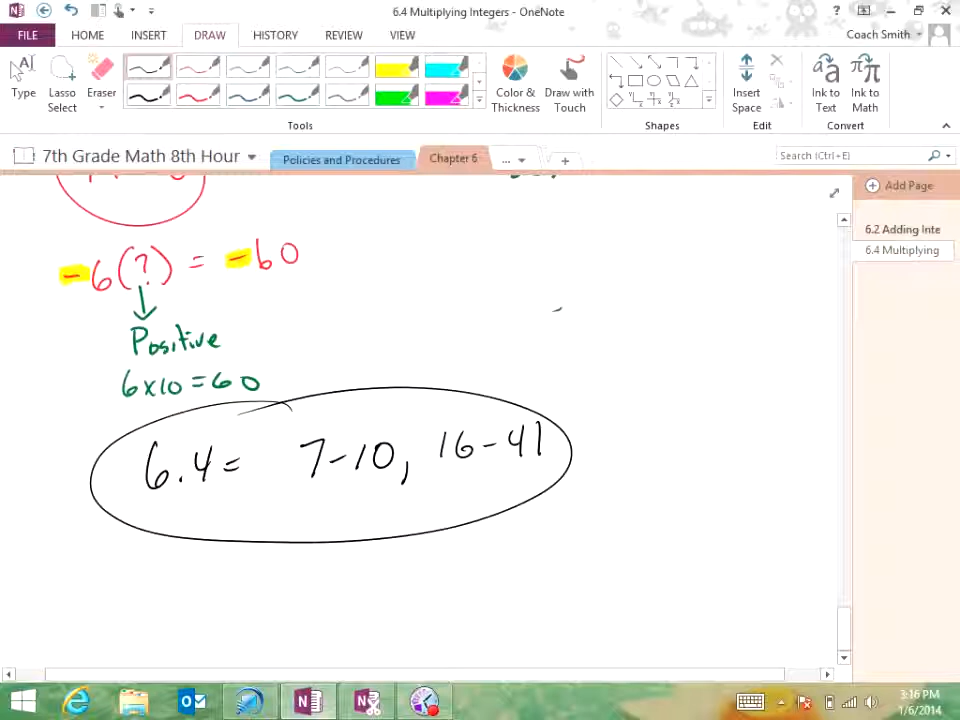 6.4 Multiplying Integers - OneNote
?
FILE HOME INSERT DRAW HISTORY REVIEW VIEW
Coach Smith
Type
Lasso Select
Eraser
Color & Thickness
Draw with Touch
Insert Space
Ink to Text
Ink to Math
Tools Shapes Edit Convert
7th Grade Math 8th Hour
Policies and Procedures
Chapter 6
...
Search (Ctrl+E)
Add Page
6.2 Adding Inte
6.4 Multiplying
-6(?) = -60
Positive
6x10=60
6.4= 7-10, 16-41
3:16 PM
1/6/2014